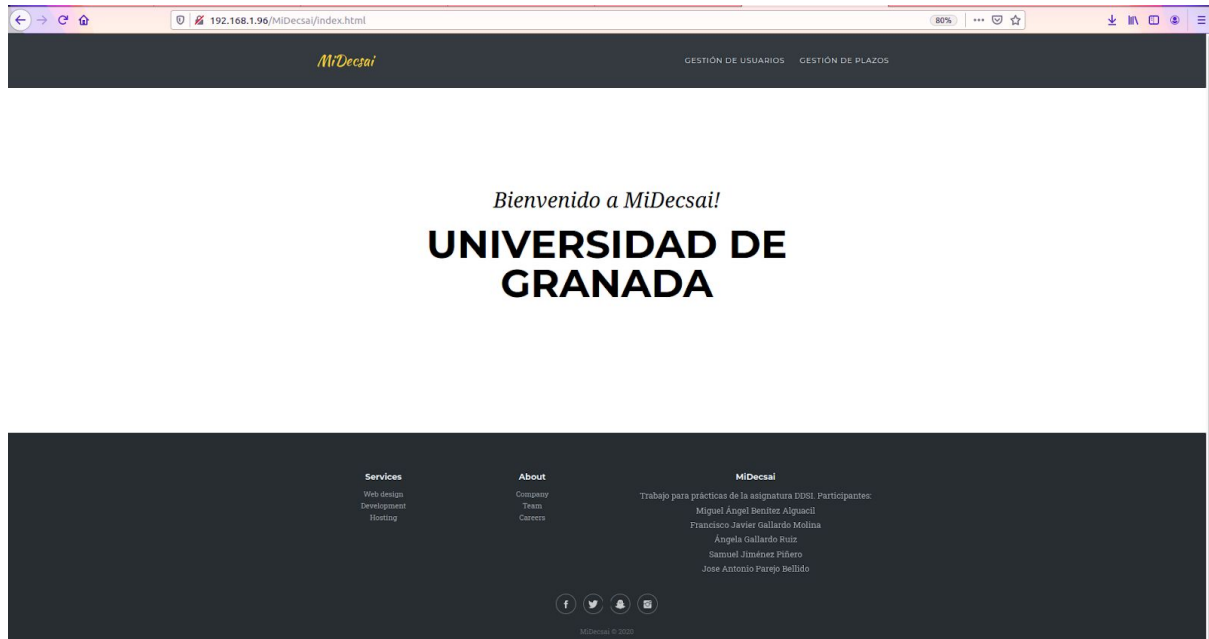 192.168.1.96/MiDecsai/index.html
80%
MiDecsai
GESTIÓN DE USUARIOS GESTIÓN DE PLAZOS
Bienvenido a MiDecsai!
UNIVERSIDAD DE
GRANADA
Services
Web design
Development
Hosting
About
Company
Team
Careers
MiDecsai
Trabajo para prácticas de la asignatura DDSI. Participantes:
Miguel Ángel Benítez Alguacil
Francisco Javier Gallardo Molina
Ángela Gallardo Ruiz
Samuel Jiménez Piñero
Jose Antonio Parejo Bellido
MiDecsai © 2020